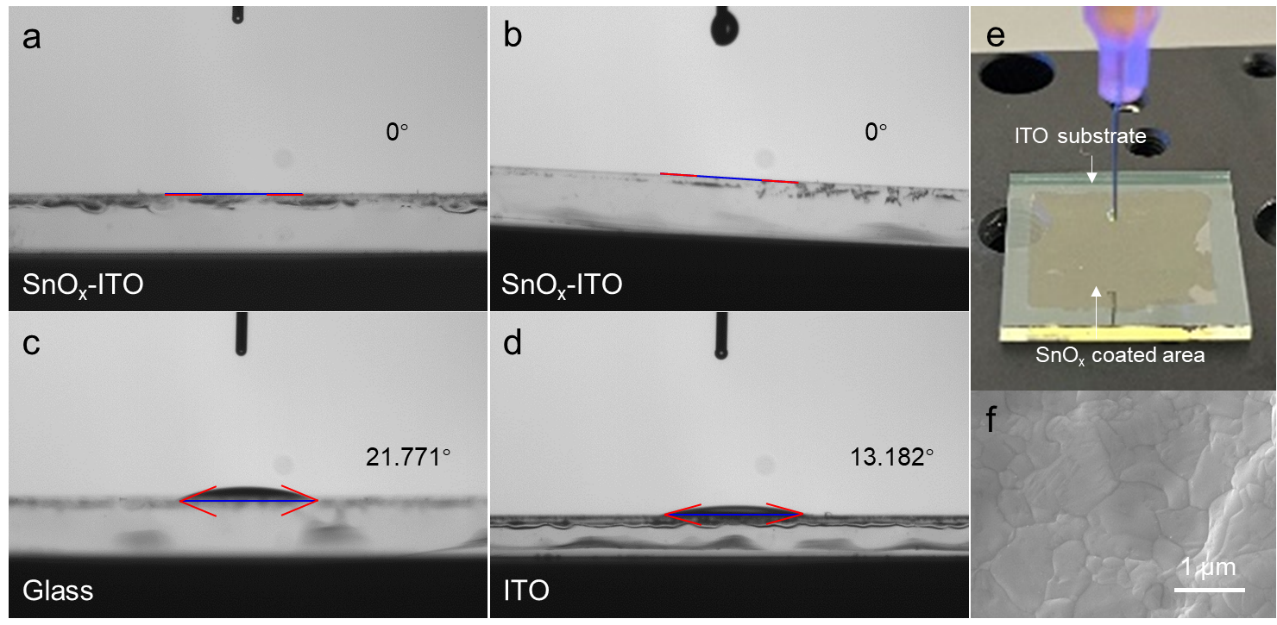 a
0°
SnOx-ITO
b
0°
SnOx-ITO
c
21.771°
Glass
d
13.182°
ITO
e
ITO substrate
SnOx coated area
f
1 μm